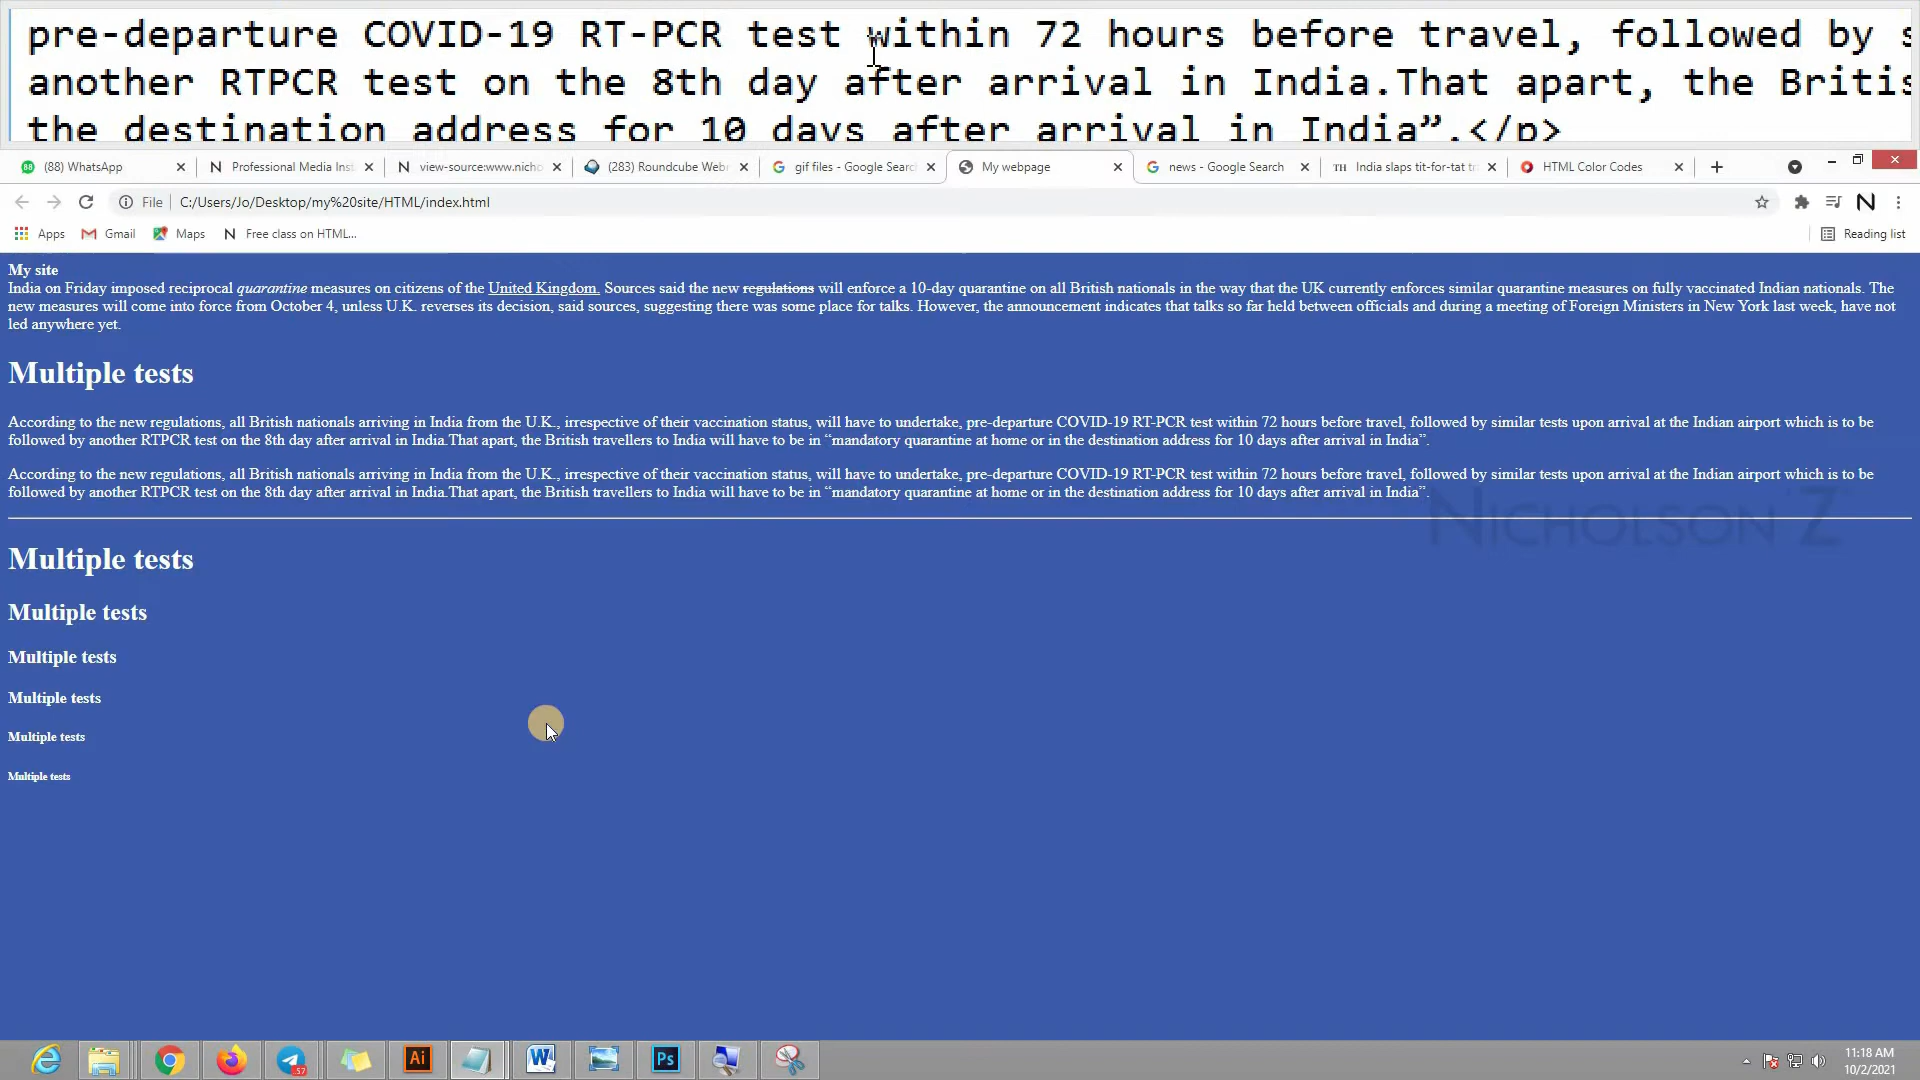 pre-departure COVID-19 RT-PCR test within 72 hours before travel, followed by s
another RTPCR test on the 8th day after arrival in India.That apart, the Britis
the destination address for 10 days after arrival in India”.</p>
(88) WhatsApp
Professional Media Inst
view-source:www.nicho
(283) Roundcube Webr
gif files - Google Searc
My webpage
news - Google Search
TH India slaps tit-for-tat tr
HTML Color Codes
File C:/Users/Jo/Desktop/my%20site/HTML/index.html
Apps Gmail Maps Free class on HTML... Reading list
My site
India on Friday imposed reciprocal quarantine measures on citizens of the United Kingdom. Sources said the new regulations will enforce a 10-day quarantine on all British nationals in the way that the UK currently enforces similar quarantine measures on fully vaccinated Indian nationals. The
new measures will come into force from October 4, unless U.K. reverses its decision, said sources, suggesting there was some place for talks. However, the announcement indicates that talks so far held between officials and during a meeting of Foreign Ministers in New York last week, have not
led anywhere yet.
Multiple tests
According to the new regulations, all British nationals arriving in India from the U.K., irrespective of their vaccination status, will have to undertake, pre-departure COVID-19 RT-PCR test within 72 hours before travel, followed by similar tests upon arrival at the Indian airport which is to be
followed by another RTPCR test on the 8th day after arrival in India.That apart, the British travellers to India will have to be in “mandatory quarantine at home or in the destination address for 10 days after arrival in India”.
According to the new regulations, all British nationals arriving in India from the U.K., irrespective of their vaccination status, will have to undertake, pre-departure COVID-19 RT-PCR test within 72 hours before travel, followed by similar tests upon arrival at the Indian airport which is to be
followed by another RTPCR test on the 8th day after arrival in India.That apart, the British travellers to India will have to be in “mandatory quarantine at home or in the destination address for 10 days after arrival in India”.
NICHOLSON Z
Multiple tests
Multiple tests
Multiple tests
Multiple tests
Multiple tests
Multiple tests
11:18 AM
10/2/2021